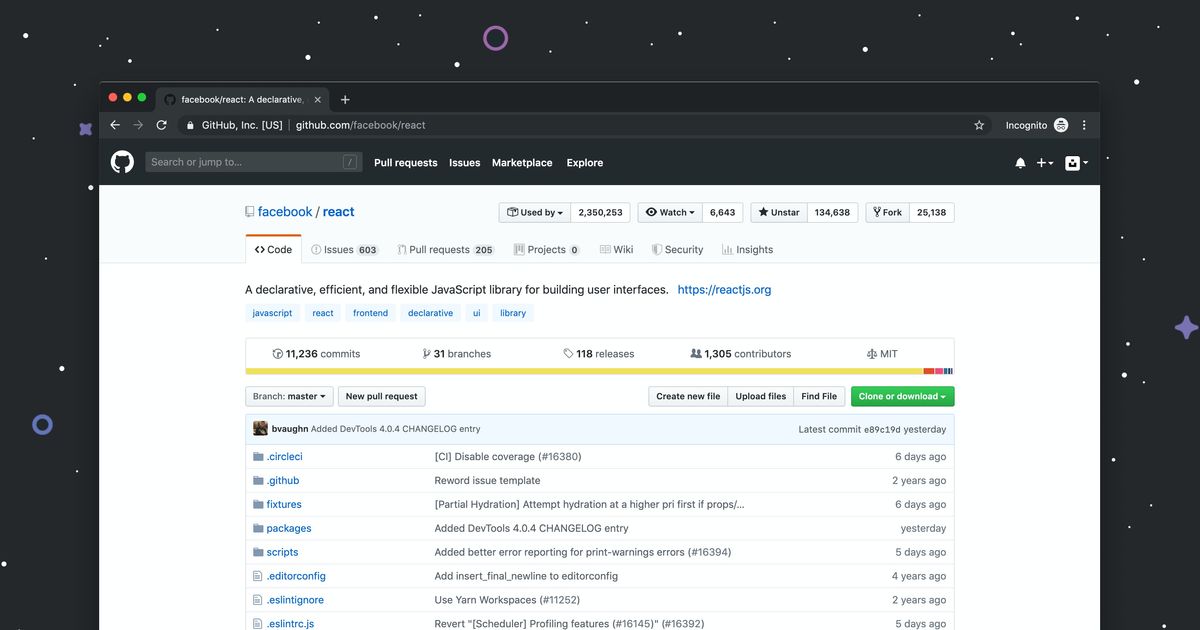 facebook/react: A declarative,
GitHub, Inc. [US] github.com/facebook/react
Incognito
Search or jump to... /
Pull requests Issues Marketplace Explore
facebook / react
Used by 2,350,253 Watch 6,643 Unstar 134,638 Fork 25,138
Code Issues 603 Pull requests 205 Projects 0 Wiki Security Insights
A declarative, efficient, and flexible JavaScript library for building user interfaces. https://reactjs.org
javascript react frontend declarative ui library
11,236 commits 31 branches 118 releases 1,305 contributors MIT
Branch: master New pull request Create new file Upload files Find File Clone or download
bvaughn Added DevTools 4.0.4 CHANGELOG entry Latest commit e89c19d yesterday
.circleci [CI] Disable coverage (#16380) 6 days ago
.github Reword issue template 2 years ago
fixtures [Partial Hydration] Attempt hydration at a higher pri first if props/... 6 days ago
packages Added DevTools 4.0.4 CHANGELOG entry yesterday
scripts Added better error reporting for print-warnings errors (#16394) 5 days ago
.editorconfig Add insert_final_newline to editorconfig 4 years ago
.eslintignore Use Yarn Workspaces (#11252) 2 years ago
.eslintrc.js Revert "[Scheduler] Profiling features (#16145)" (#16392) 5 days ago